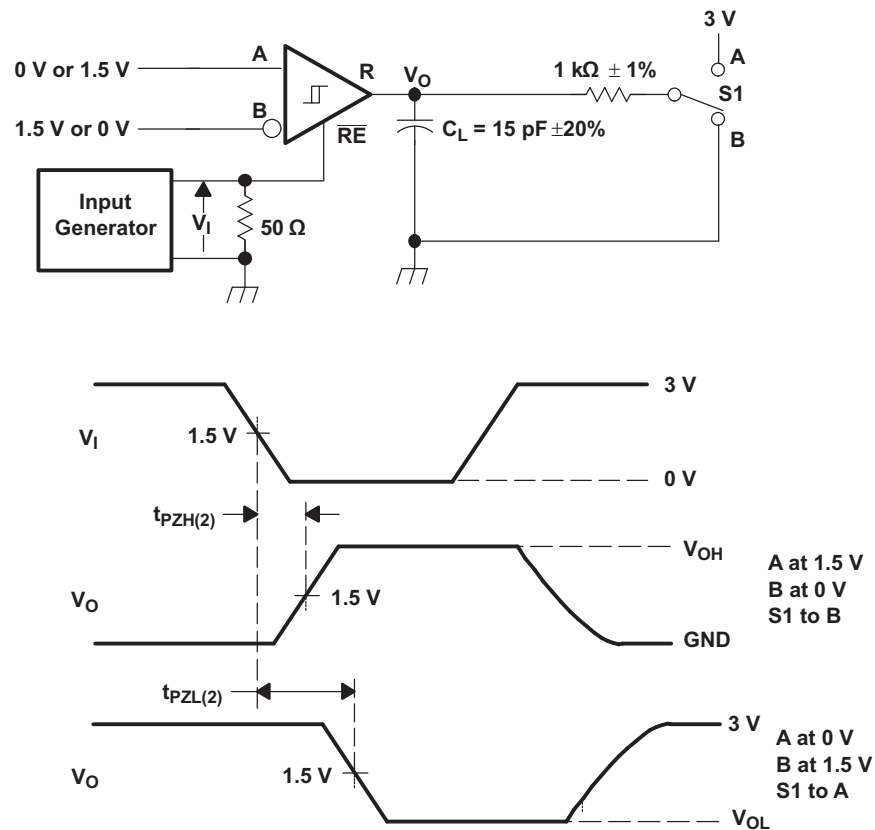 3 V
A
0 V or 1.5 V
R
V_O
1 kΩ ± 1%
A
S1
B
1.5 V or 0 V
R̅E̅
C_L = 15 pF ±20%
B
Input
Generator
V_I
50 Ω
3 V
V_I
1.5 V
0 V
t_PZH(2)
V_OH
A at 1.5 V
B at 0 V
S1 to B
V_O
1.5 V
GND
t_PZL(2)
3 V
A at 0 V
B at 1.5 V
S1 to A
V_O
1.5 V
V_OL